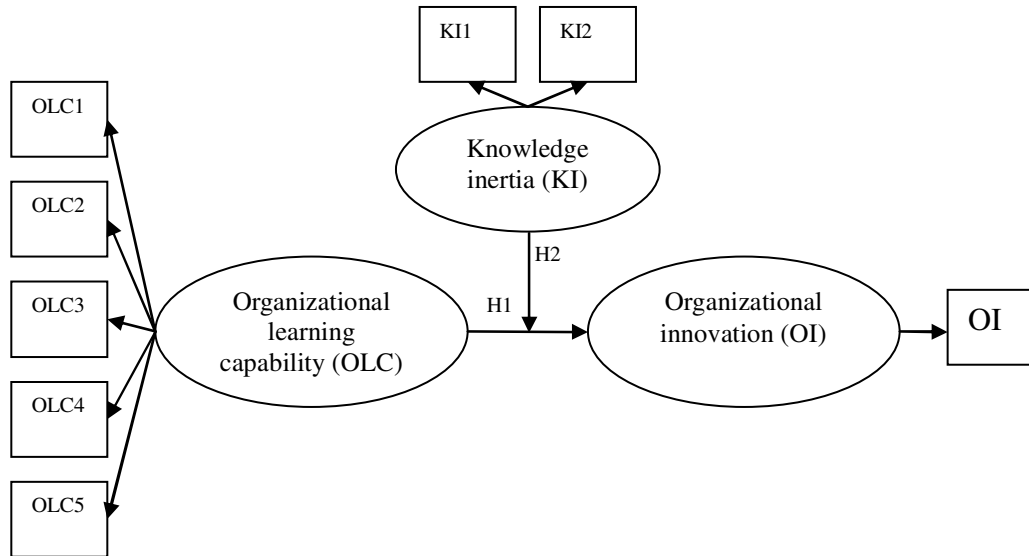 KI1
KI2
OLC1
OLC2
OLC3
OLC4
OLC5
Knowledge
inertia (KI)
H2
H1
Organizational
learning
capability (OLC)
Organizational
innovation (OI)
OI